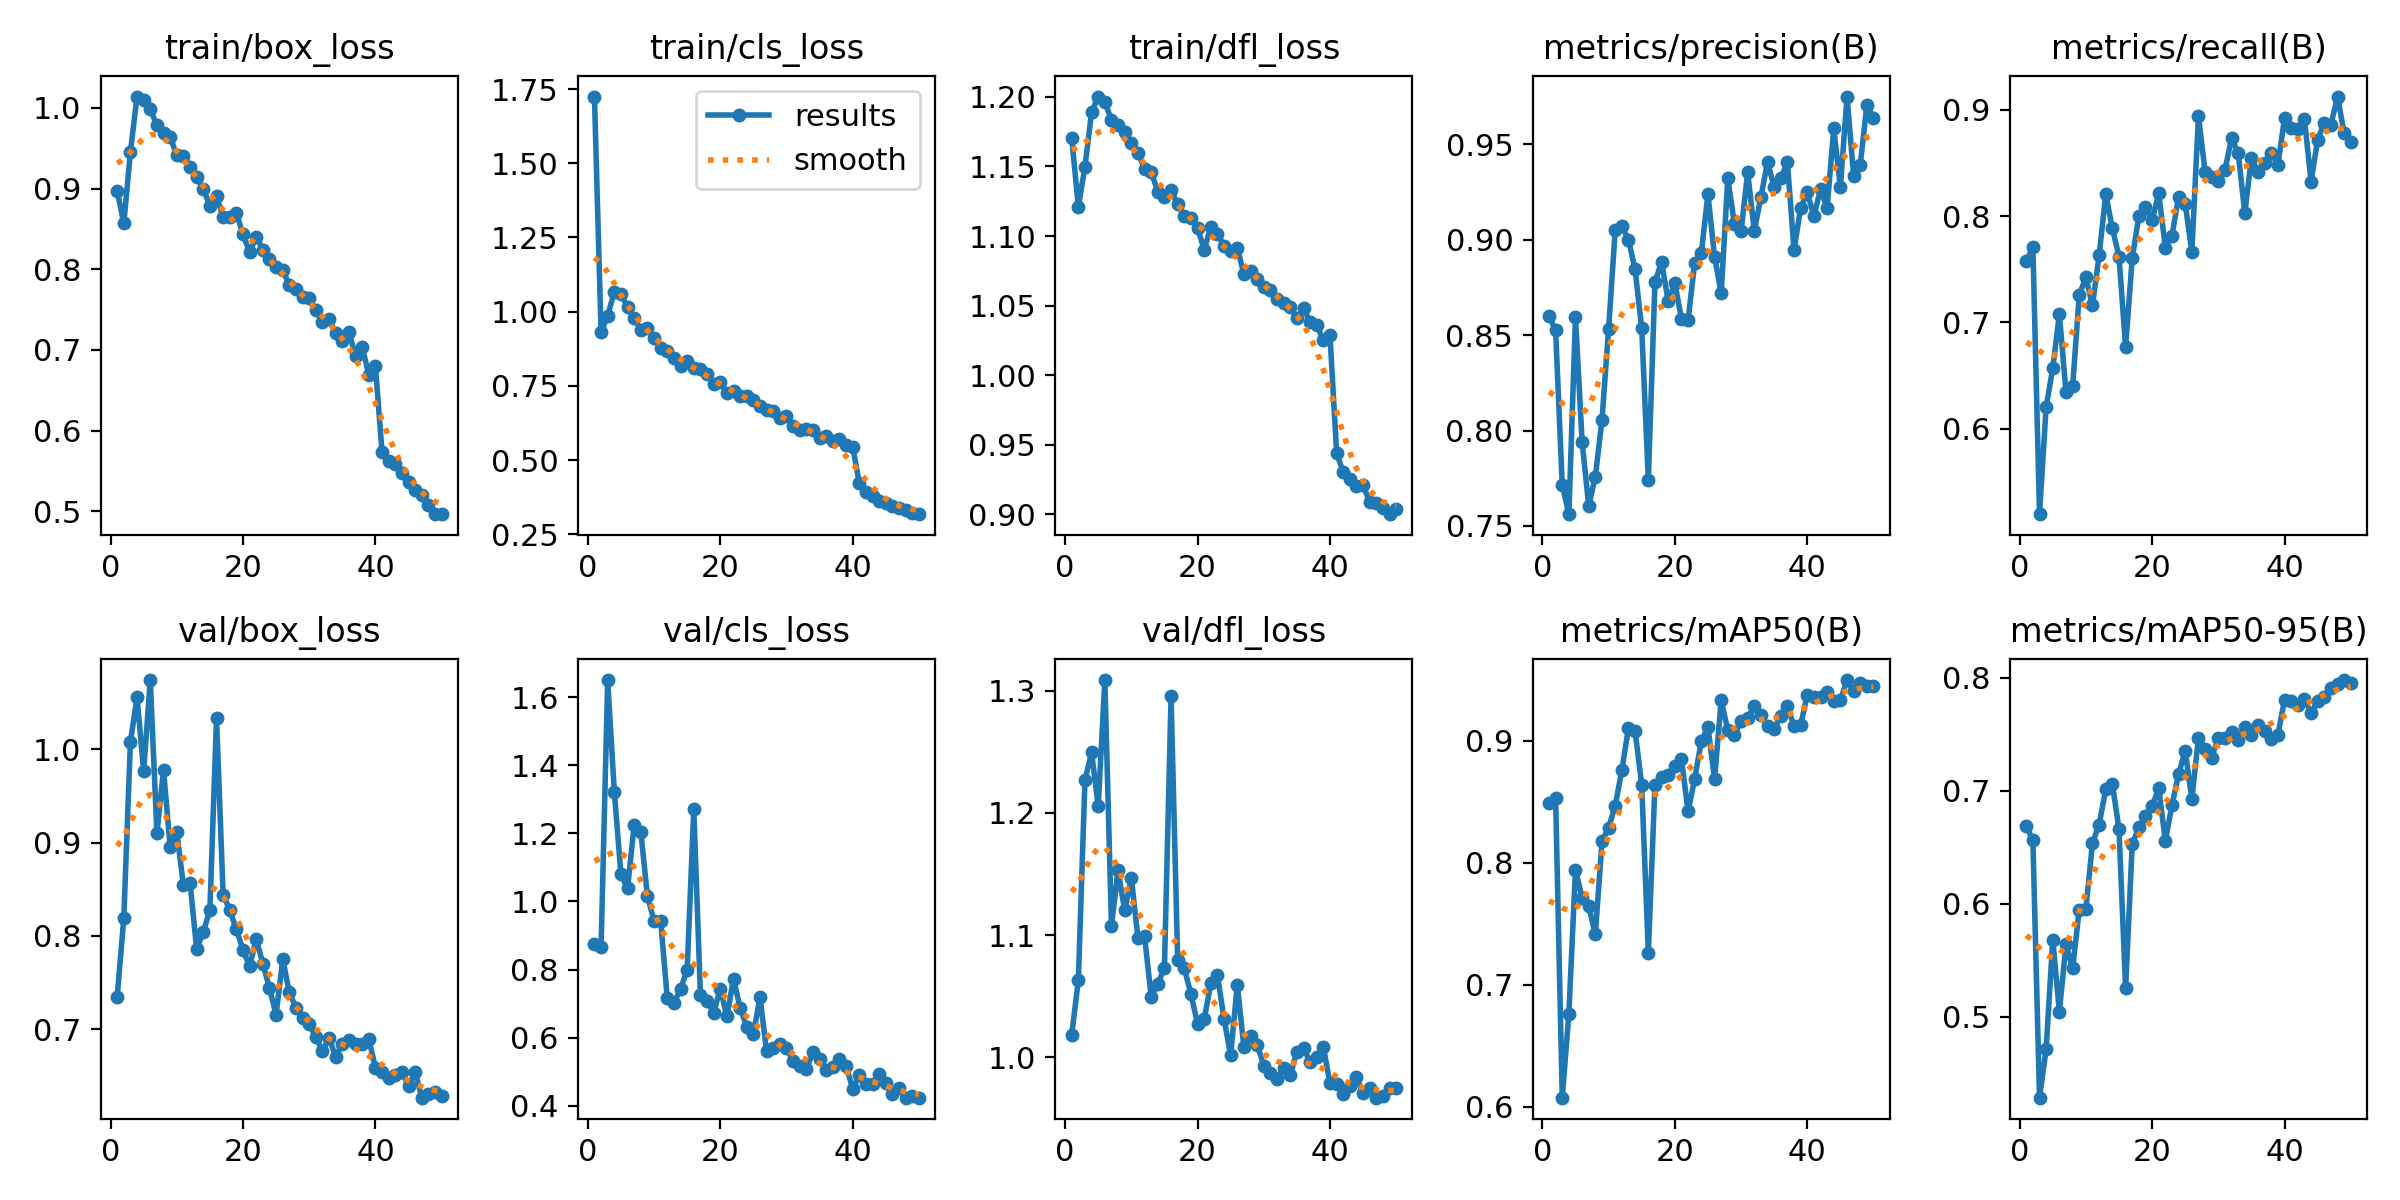 train/box_loss
1.0
0.9
0.8
0.7
0.6
0.5
0 20 40
train/cls_loss
results
smooth
1.75
1.50
1.25
1.00
0.75
0.50
0.25
0 20 40
train/dfl_loss
1.20
1.15
1.10
1.05
1.00
0.95
0.90
0 20 40
metrics/precision(B)
0.95
0.90
0.85
0.80
0.75
0 20 40
metrics/recall(B)
0.9
0.8
0.7
0.6
0 20 40
val/box_loss
1.0
0.9
0.8
0.7
0 20 40
val/cls_loss
1.6
1.4
1.2
1.0
0.8
0.6
0.4
0 20 40
val/dfl_loss
1.3
1.2
1.1
1.0
0 20 40
metrics/mAP50(B)
0.9
0.8
0.7
0.6
0 20 40
metrics/mAP50-95(B)
0.8
0.7
0.6
0.5
0 20 40